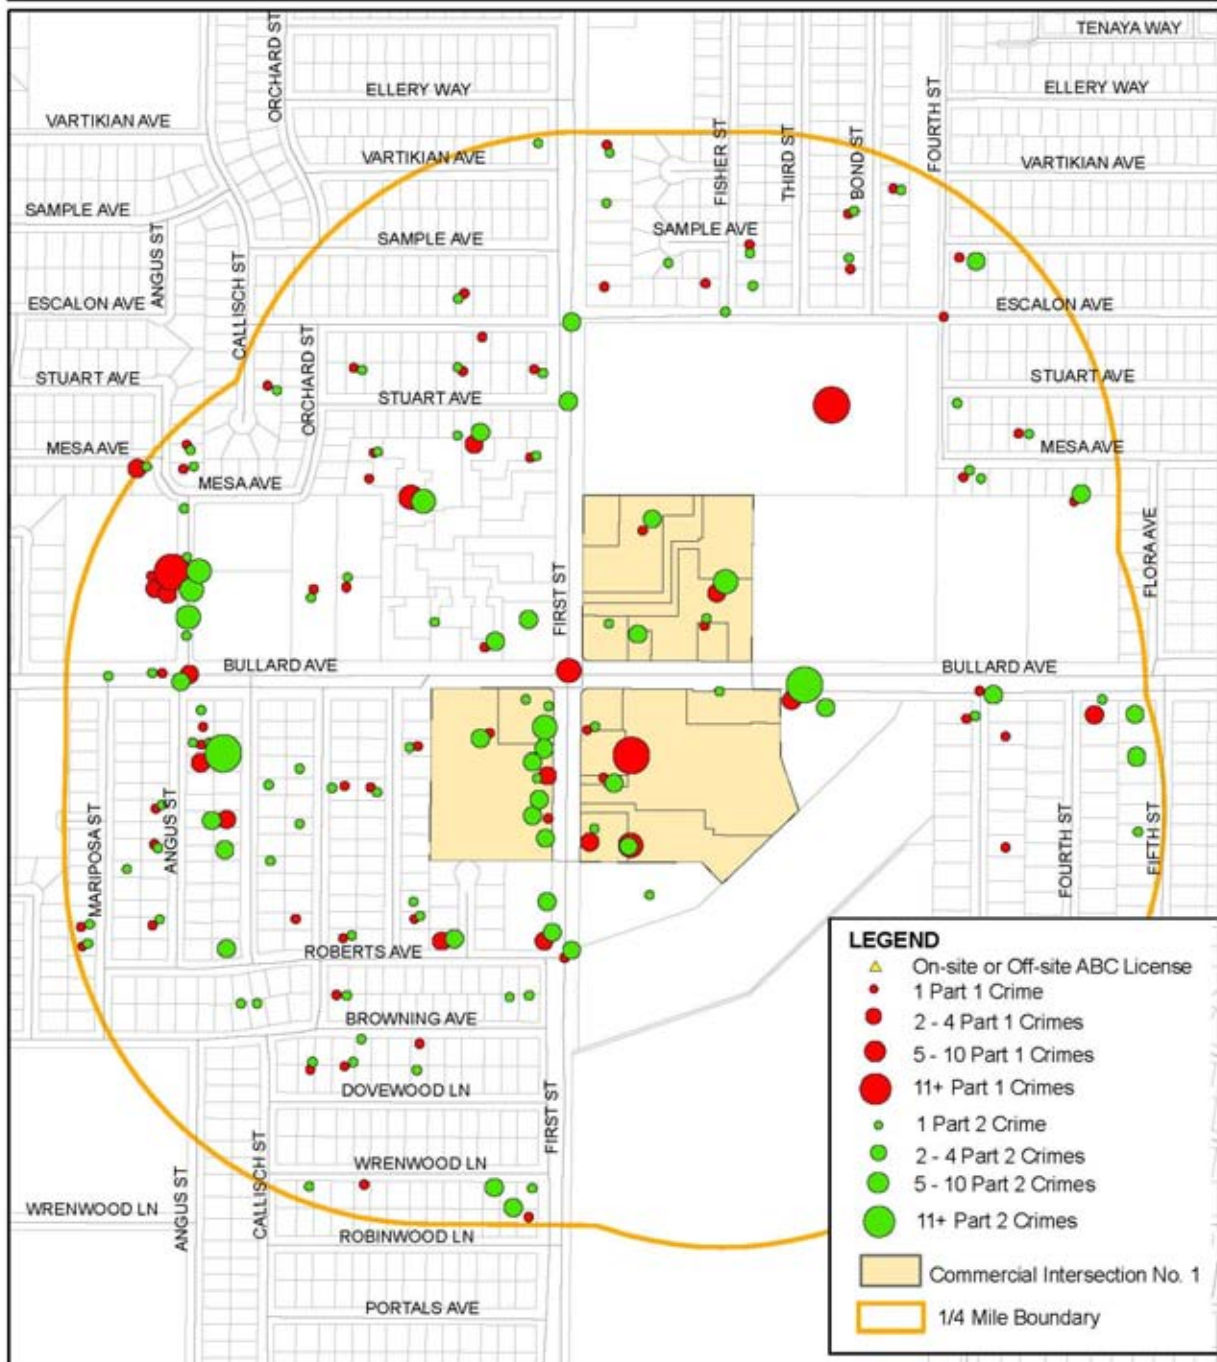 TENAYA WAY
ORCHARD ST
ELLERY WAY
FOURTH ST
ELLERY WAY
VARTIKIAN AVE
VARTIKIAN AVE
FISHER ST
THIRD ST
BOND ST
VARTIKIAN AVE
SAMPLE AVE
ANGUS ST
SAMPLE AVE
SAMPLE AVE
CALLISCH ST
ESCALON AVE
ESCALON AVE
ORCHARD ST
STUART AVE
STUART AVE
STUART AVE
MESA AVE
MESA AVE
MESA AVE
FIRST ST
FLORA AVE
BULLARD AVE
BULLARD AVE
MARIPOSA ST
ANGUS ST
FOURTH ST
FIFTH ST
ROBERTS AVE
BROWNING AVE
DOVEWOOD LN
FIRST ST
WRENWOOD LN
CALLISCH ST
ANGUS ST
WRENWOOD LN
ROBINWOOD LN
PORTALS AVE
LEGEND
On-site or Off-site ABC License
1 Part 1 Crime
2 - 4 Part 1 Crimes
5 - 10 Part 1 Crimes
11+ Part 1 Crimes
1 Part 2 Crime
2 - 4 Part 2 Crimes
5 - 10 Part 2 Crimes
11+ Part 2 Crimes
Commercial Intersection No. 1
1/4 Mile Boundary